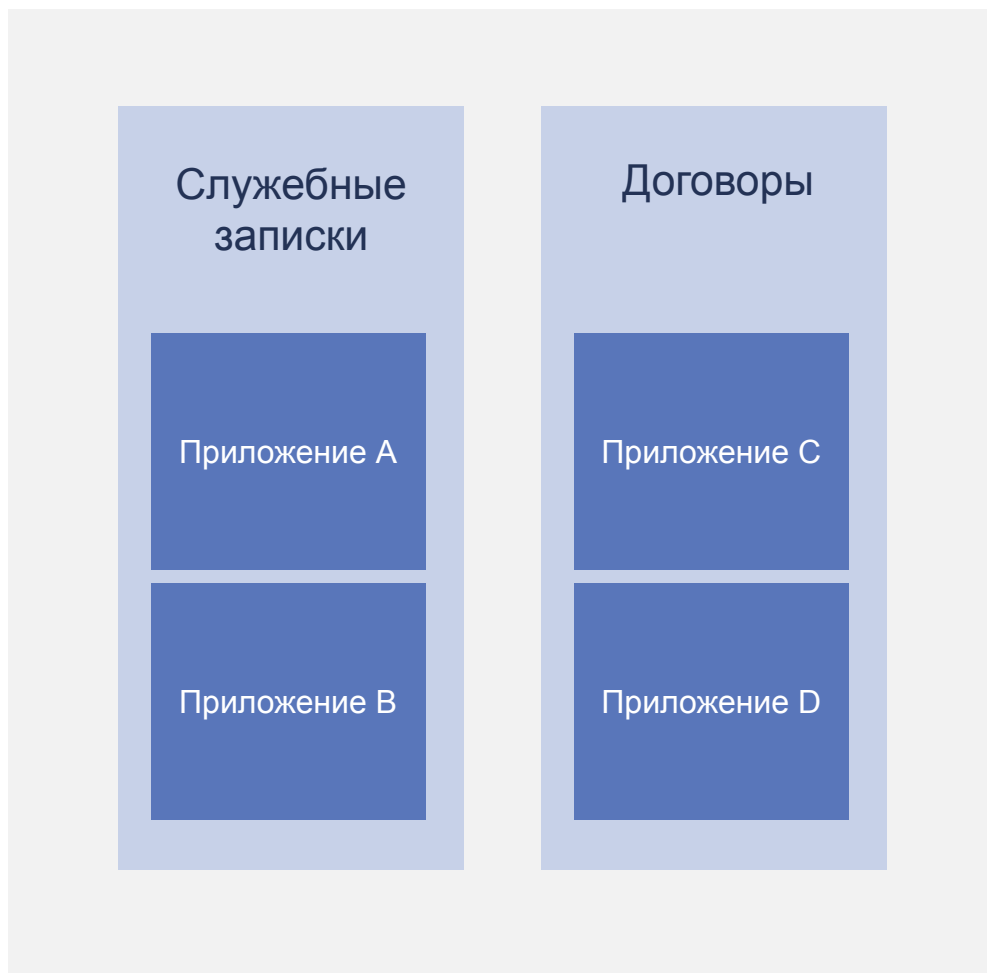 Служебные
записки
Приложение A
Приложение B
Договоры
Приложение C
Приложение D